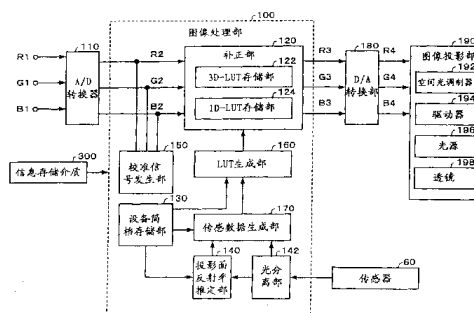 100
图像处理部
110
A/D
转换器
R1
G1
B1
R2
G2
B2
120
补正部
122
3D-LUT存储部
124
1D-LUT存储部
R3
G3
B3
180
D/A
转换部
R4
G4
B4
190
图像投影部
192
空间光调制器
194
驱动器
196
光源
198
透镜
300
信息存储介质
150
校准信
号发生部
160
LUT生成部
130
设备简
档存储部
170
传感数据生成部
140
投影面
反射率
推定部
142
光分
离部
60
传感器